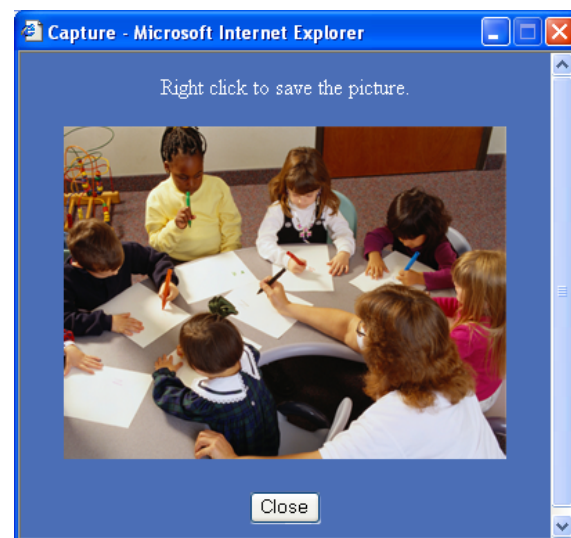 Capture - Microsoft Internet Explorer
Right click to save the picture.
Close